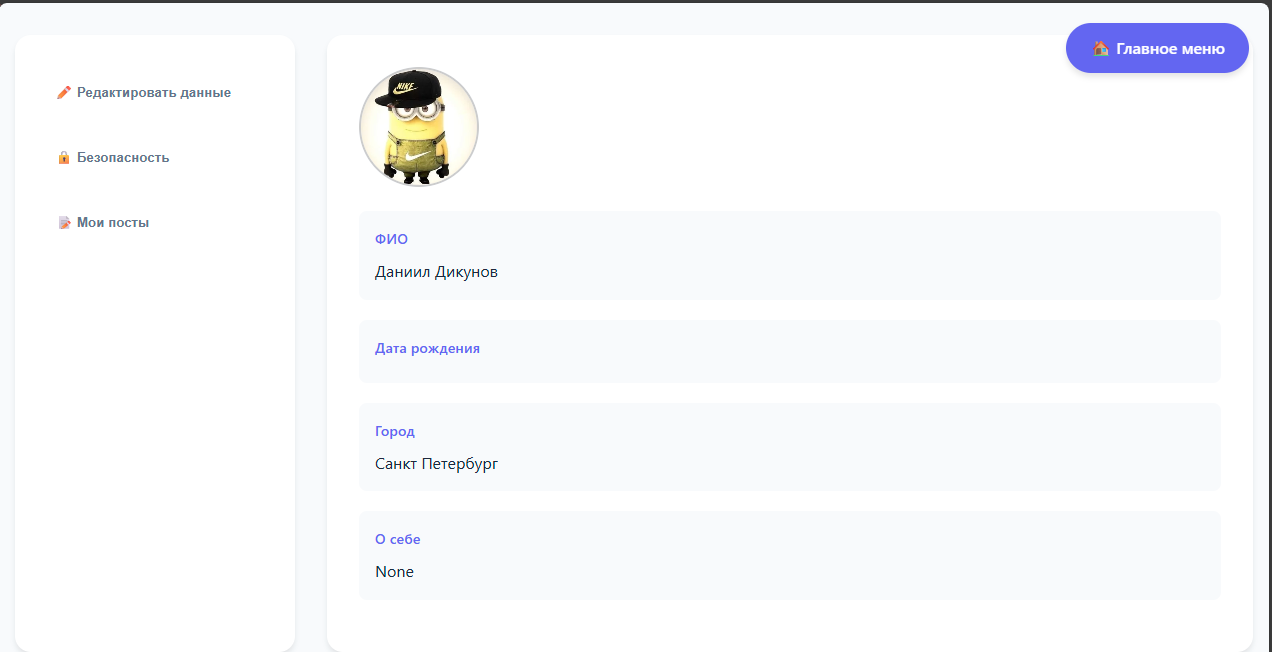 🏠 Главное меню
✏️ Редактировать данные
🔒 Безопасность
📝 Мои посты
NIKE
ФИО
Даниил Дикунов
Дата рождения
Город
Санкт Петербург
О себе
None